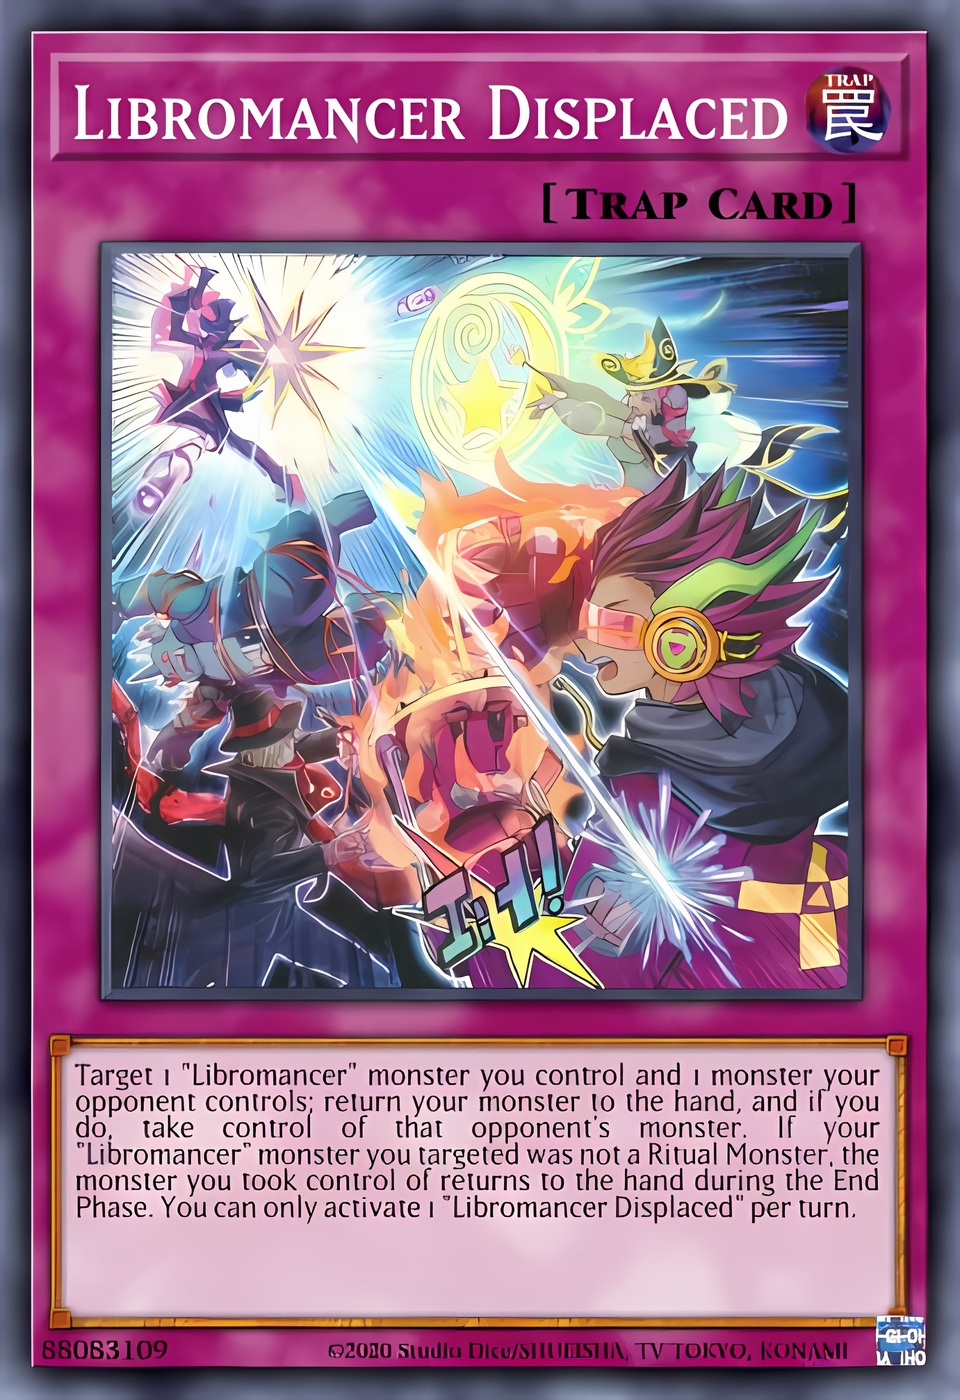 LIBROMANCER DISPLACED
TRAP
罠
[TRAP CARD]
Target 1 "Libromancer" monster you control and 1 monster your
opponent controls; return your monster to the hand, and if you
do, take control of that opponent's monster. If your
"Libromancer" monster you targeted was not a Ritual Monster, the
monster you took control of returns to the hand during the End
Phase. You can only activate 1 "Libromancer Displaced" per turn.
88083109
©2020 Studio Dice/SHUEISHA, TV TOKYO, KONAMI